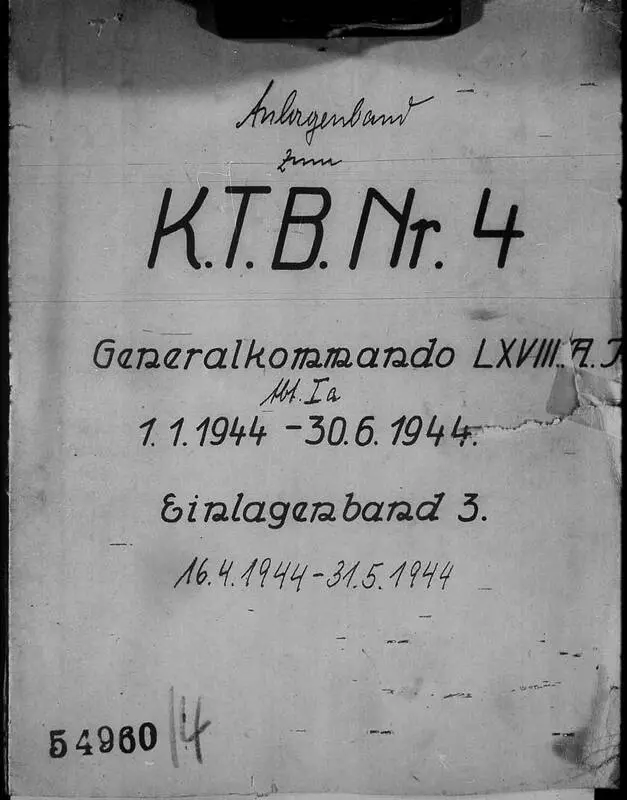 Anlagenband
zum
K.T.B. Nr. 4
Generalkommando LXVIII. A.
Abt. Ia
1.1.1944 - 30.6.1944.
Einlagenband 3.
16.4.1944 - 31.5.1944
54960 /4